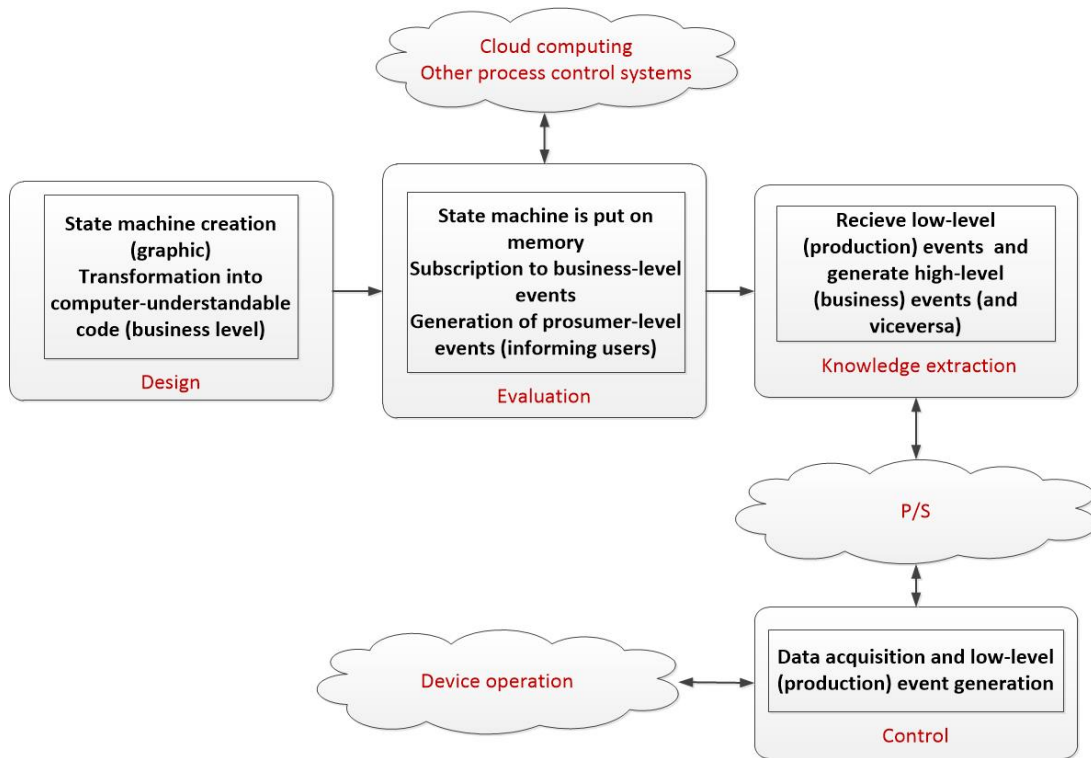 Cloud computing
Other process control systems
State machine creation
(graphic)
Transformation into
computer-understandable
code (business level)
Design
State machine is put on
memory
Subscription to business-level
events
Generation of prosumer-level
events (informing users)
Evaluation
Recieve low-level
(production) events and
generate high-level
(business) events (and
viceversa)
Knowledge extraction
P/S
Device operation
Data acquisition and low-level
(production) event generation
Control